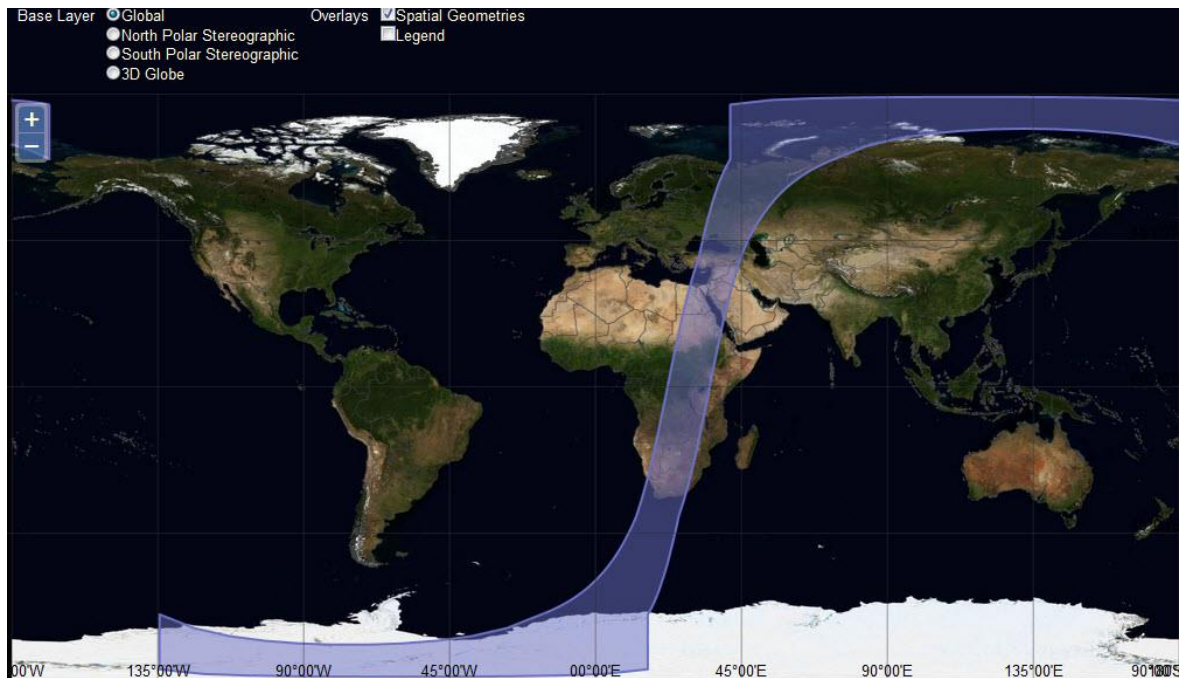 Base Layer Global Overlays Spatial Geometries
North Polar Stereographic Legend
South Polar Stereographic
3D Globe
+
−
00'W 135°00'W 90°00'W 45°00'W 00°00'E 45°00'E 90°00'E 135°00'E